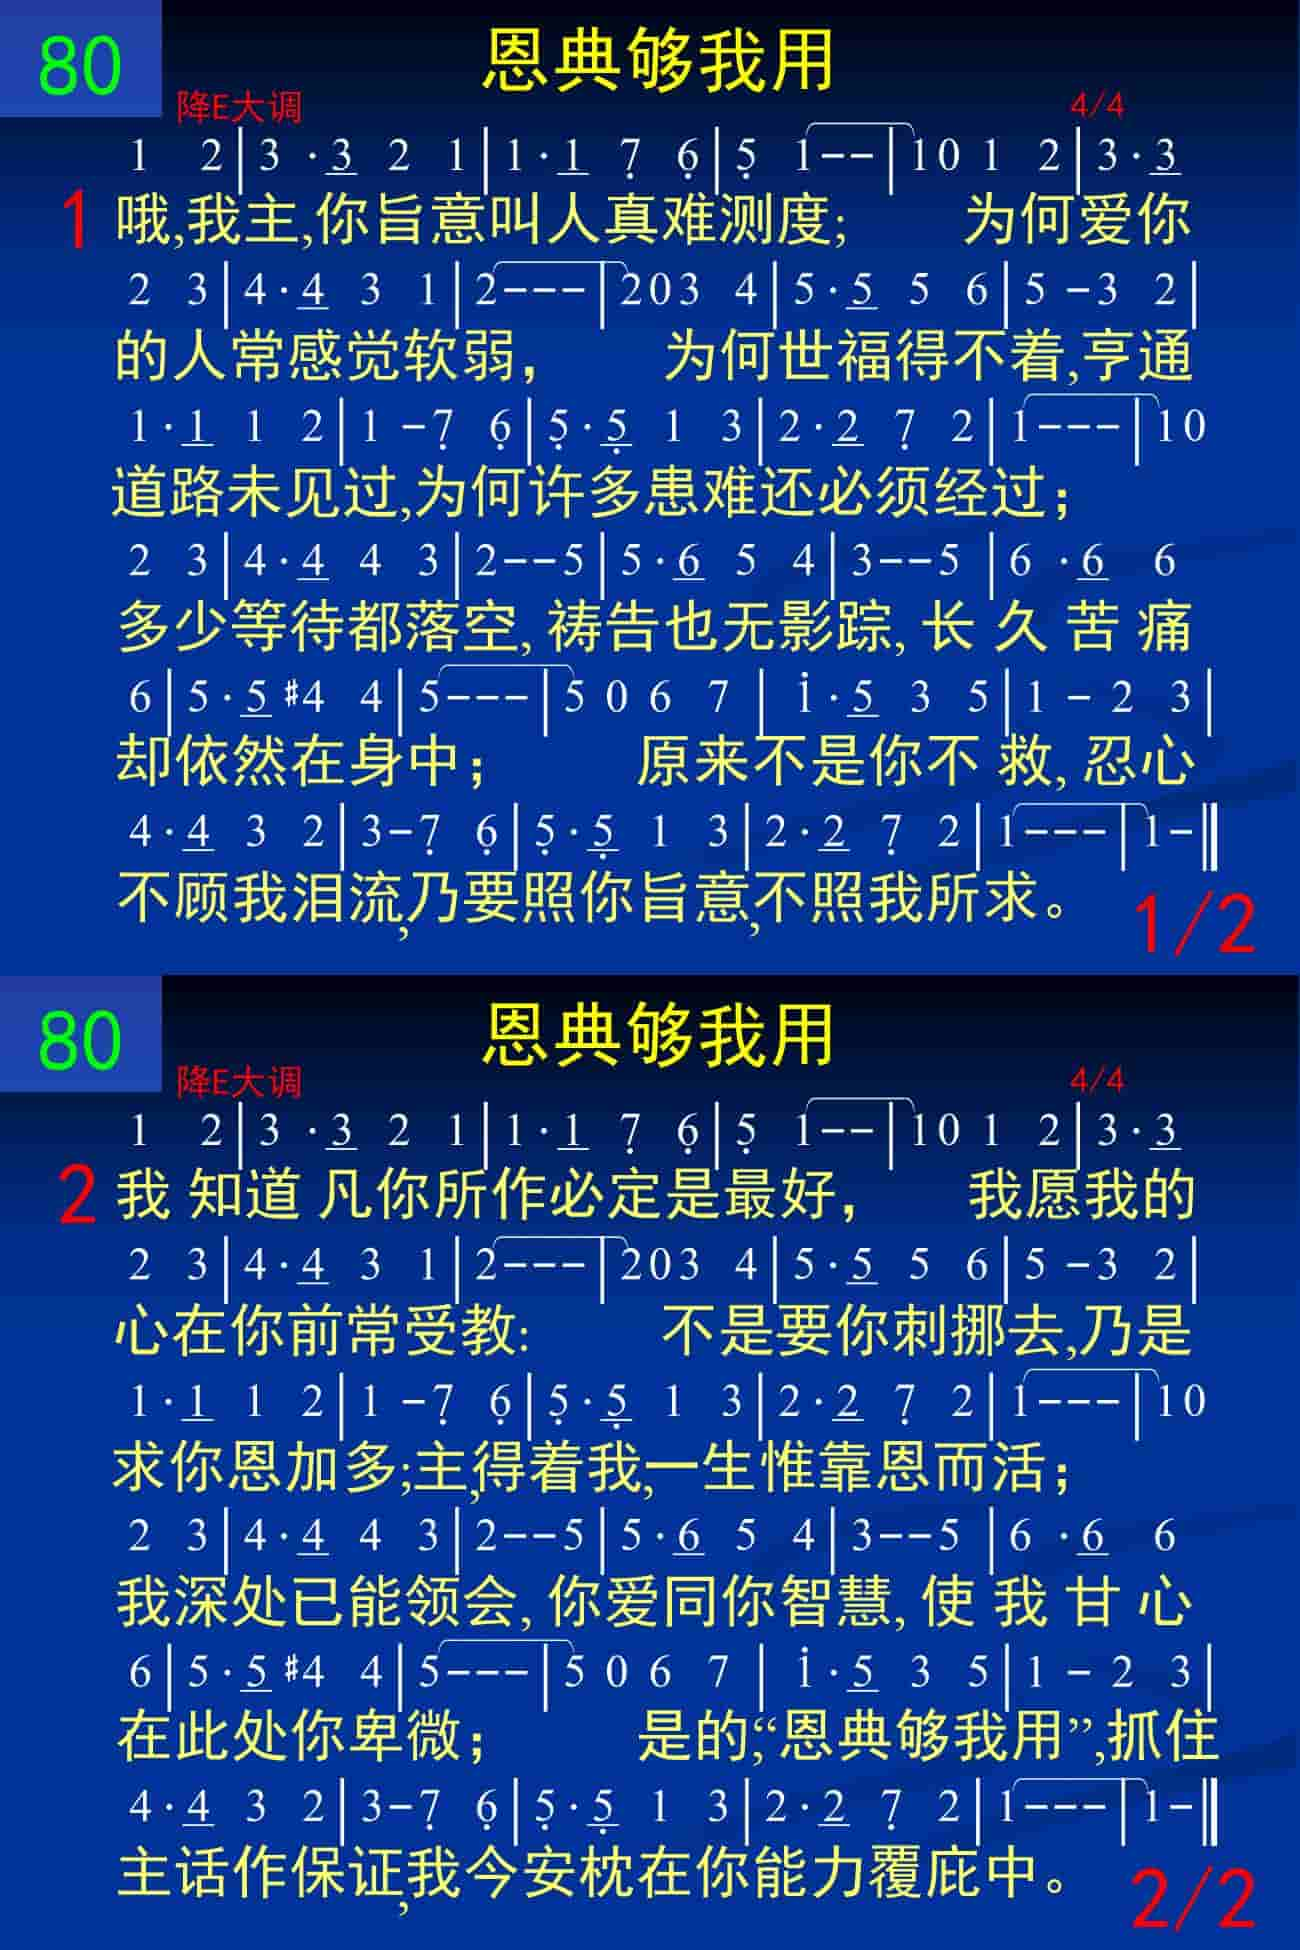 80
恩典够我用
降E大调 4/4
1 2|3 ·3 2 1|1·1 7 6|5 1--|10 1 2|3·3
1 哦,我主,你旨意叫人真难测度; 为何爱你
2 3|4·4 3 1|2---|203 4|5·5 5 6|5 -3 2|
的人常感觉软弱， 为何世福得不着,亨通
1·1 1 2|1 -7 6|5·5 1 3|2·2 7 2|1---|10
道路未见过,为何许多患难还必须经过；
2 3|4·4 4 3|2--5|5·6 5 4|3--5|6 ·6 6
多少等待都落空, 祷告也无影踪, 长 久 苦 痛
6|5·5 #4 4|5---|5 0 6 7|i·5 3 5|1 - 2 3|
却依然在身中； 原来不是你不 救, 忍心
4·4 3 2|3-7 6|5·5 1 3|2·2 7 2|1---|1-‖
不顾我泪流,乃要照你旨意,不照我所求。
1/2
80
恩典够我用
降E大调 4/4
1 2|3 ·3 2 1|1·1 7 6|5 1--|10 1 2|3·3
2 我 知道 凡你所作必定是最好， 我愿我的
2 3|4·4 3 1|2---|203 4|5·5 5 6|5 -3 2|
心在你前常受教: 不是要你刺挪去,乃是
1·1 1 2|1 -7 6|5·5 1 3|2·2 7 2|1---|10
求你恩加多;主,得着我,一生惟靠恩而活；
2 3|4·4 4 3|2--5|5·6 5 4|3--5|6 ·6 6
我深处已能领会, 你爱同你智慧, 使 我 甘 心
6|5·5 #4 4|5---|5 0 6 7|i·5 3 5|1 - 2 3|
在此处你卑微； 是的,“恩典够我用”,抓住
4·4 3 2|3-7 6|5·5 1 3|2·2 7 2|1---|1-‖
主话作保证,我今安枕在你能力覆庇中。
2/2